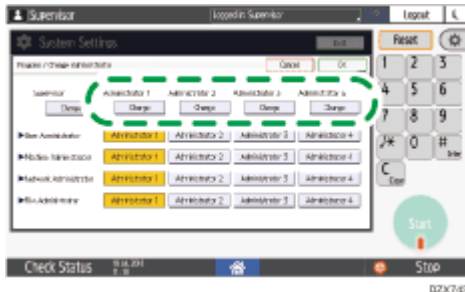 Supervisor
Logged in: Supervisor
Logout
System Settings
Exit
Reset
Program / Change Administrator
Cancel
OK
1 2 3
Supervisor
Administrator 1 Administrator 2 Administrator 3 Administrator 4
4 5 6
Change Change Change Change Change
7 8 9
User Administrator Administrator 1 Administrator 2 Administrator 3 Administrator 4
0 #
Machine Administrator Administrator 1 Administrator 2 Administrator 3 Administrator 4
Network Administrator Administrator 1 Administrator 2 Administrator 3 Administrator 4
C
File Administrator Administrator 1 Administrator 2 Administrator 3 Administrator 4
Start
Check Status
Stop